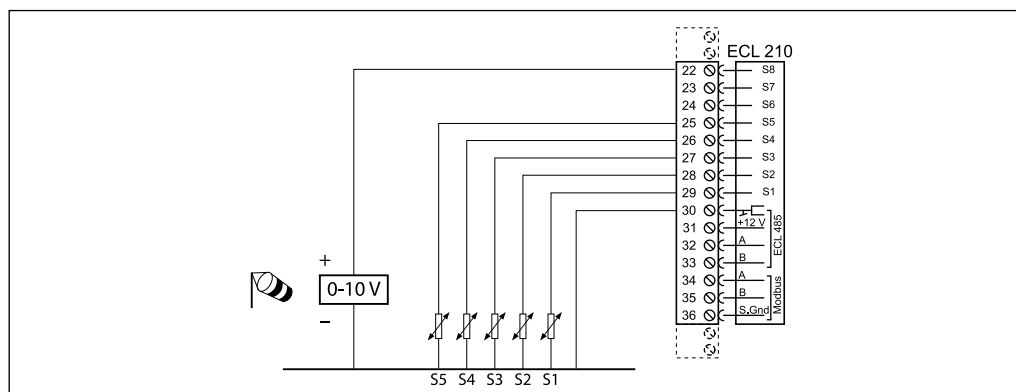 ECL 210
22 S8
23 S7
24 S6
25 S5
26 S4
27 S3
28 S2
29 S1
30
31 +12 V
32 A
33 B
ECL 485
34 A
35 B
36 S.Gnd
Modbus
+
0-10 V
−
S5 S4 S3 S2 S1